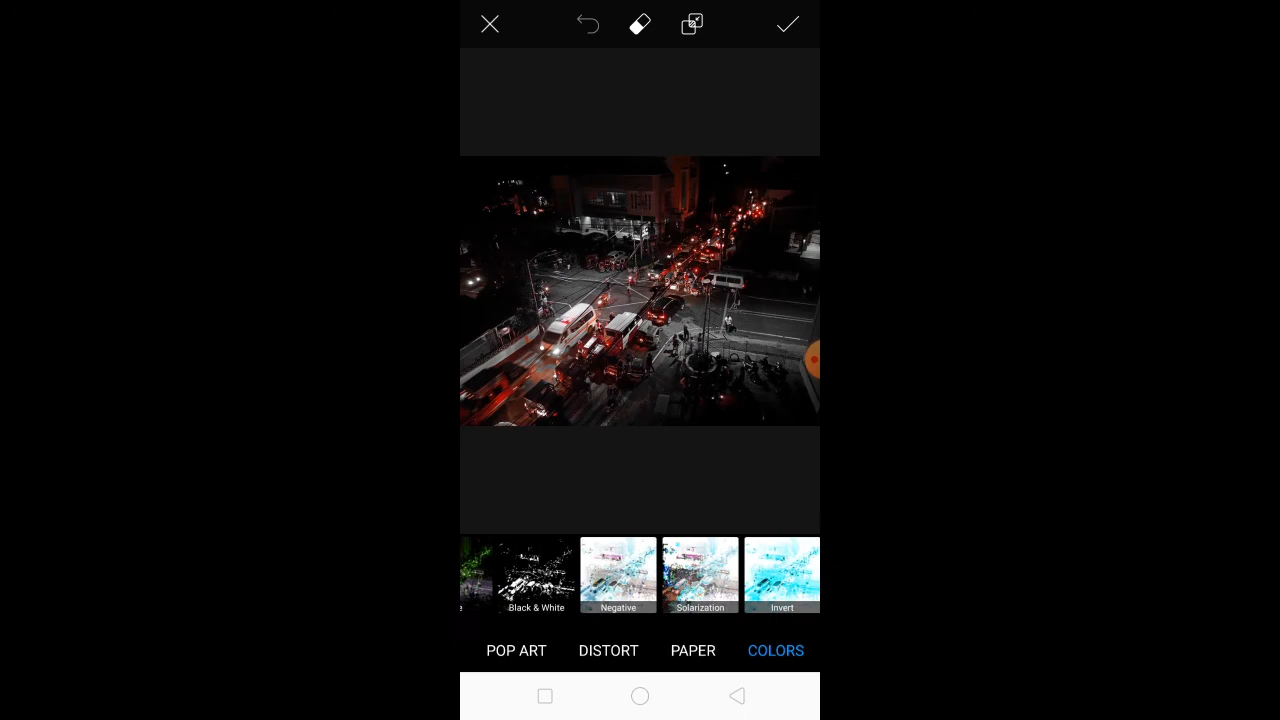 e
Black & White
Negative
Solarization
Invert
POP ART
DISTORT
PAPER
COLORS